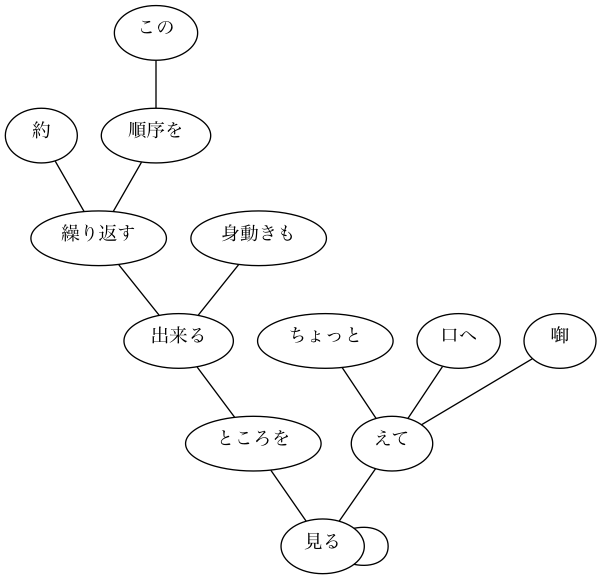 この
約
順序を
繰り返す
身動きも
出来る
ちょっと
口へ
啣
ところを
えて
見る